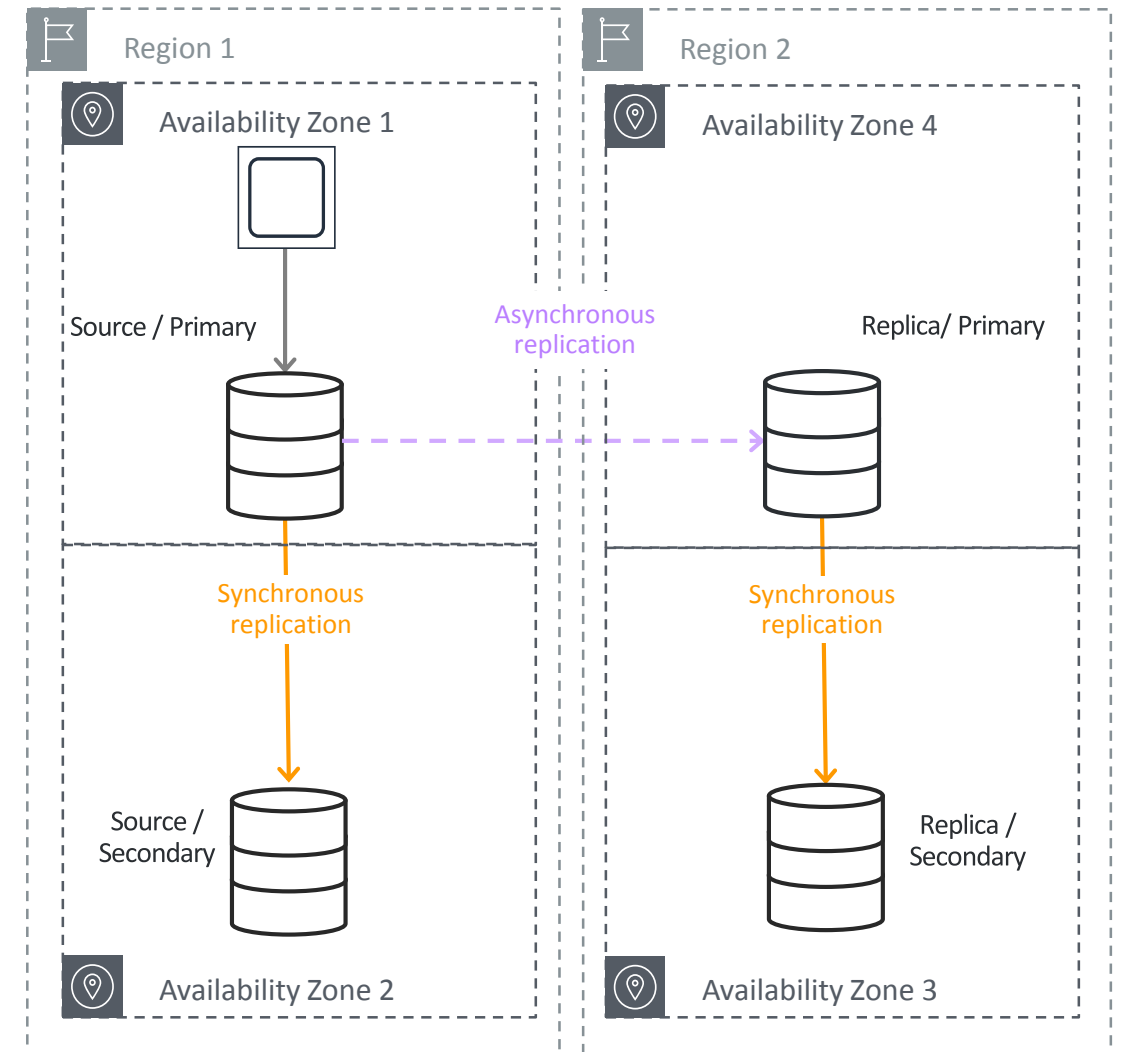 Region 1
Region 2
Availability Zone 1
Availability Zone 4
Source / Primary
Asynchronous
replication
Replica/ Primary
Synchronous
replication
Synchronous
replication
Source /
Secondary
Replica /
Secondary
Availability Zone 2
Availability Zone 3